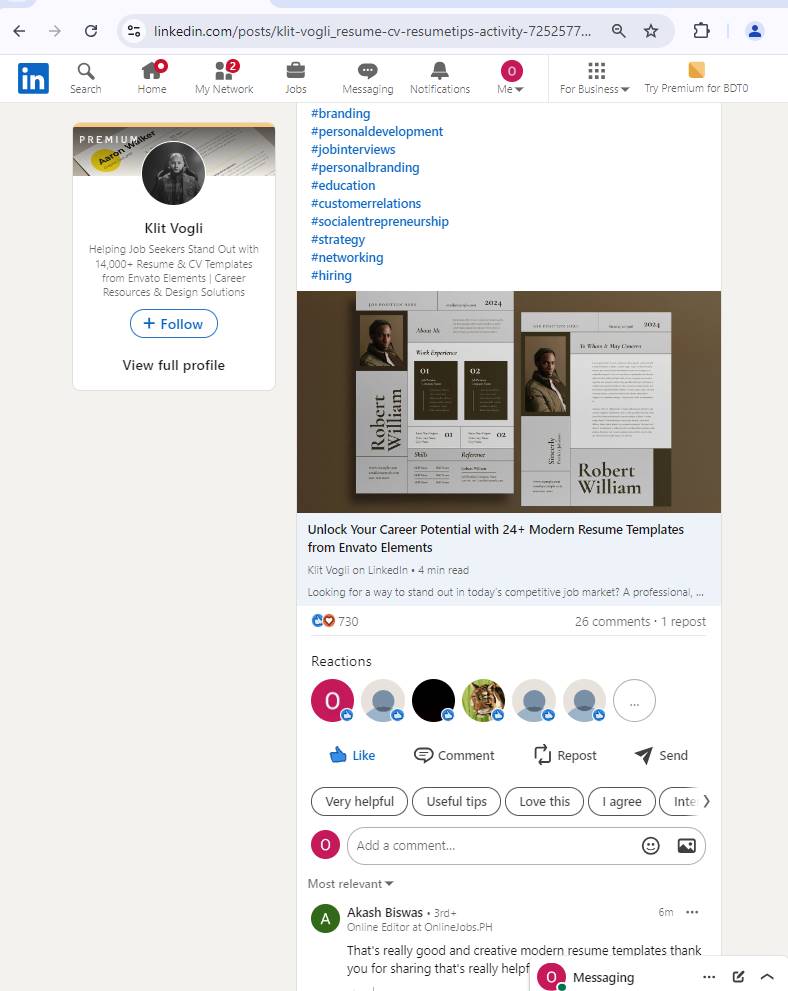 linkedin.com/posts/klit-vogli_resume-cv-resumetips-activity-7252577...
in
Search
Home
2
My Network
Jobs
Messaging
Notifications
O
Me
For Business
Try Premium for BDT0
PREMIUM
Aaron Walker
Klit Vogli
Helping Job Seekers Stand Out with
14,000+ Resume & CV Templates
from Envato Elements | Career
Resources & Design Solutions
+ Follow
View full profile
#branding
#personaldevelopment
#jobinterviews
#personalbranding
#education
#customerrelations
#socialentrepreneurship
#strategy
#networking
#hiring
JOB POSITION HERE
2024
About Me
Work Experience
01
02
Robert
William
01
02
Skills
Reference
2024
To Whom It May Concern
Sincerely
Robert
William
Unlock Your Career Potential with 24+ Modern Resume Templates
from Envato Elements
Klit Vogli on LinkedIn • 4 min read
Looking for a way to stand out in today's competitive job market? A professional, ...
730
26 comments · 1 repost
Reactions
O
...
Like
Comment
Repost
Send
Very helpful
Useful tips
Love this
I agree
Inte
O
Add a comment...
Most relevant
A
Akash Biswas • 3rd+
6m
Online Editor at OnlineJobs.PH
That's really good and creative modern resume templates thank
you for sharing that's really helpf
O
Messaging